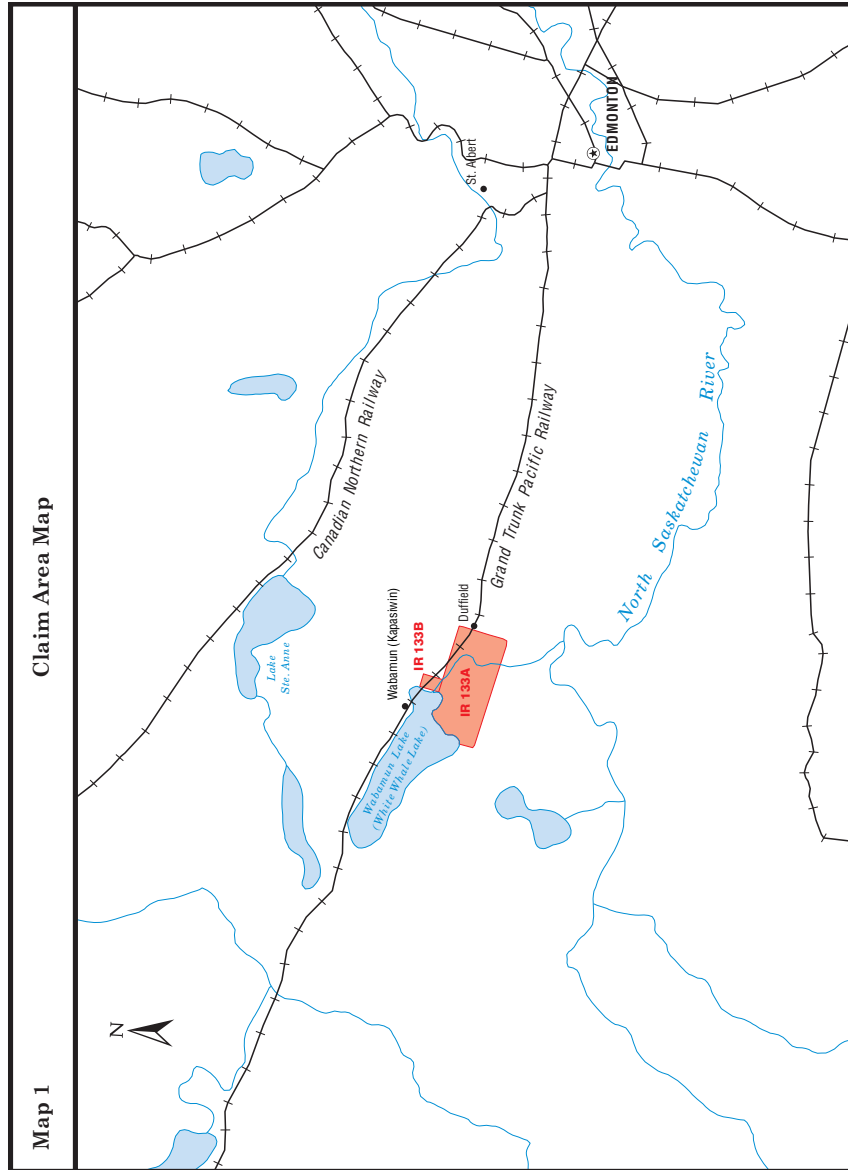 Map 1
Claim Area Map
N
Lake
Ste. Anne
Canadian Northern Railway
St. Albert
Wabamun (Kapasiwin)
IR 133B
Wabamun Lake
(White Whale Lake)
IR 133A
Duffield
Grand Trunk Pacific Railway
EDMONTON
North Saskatchewan River